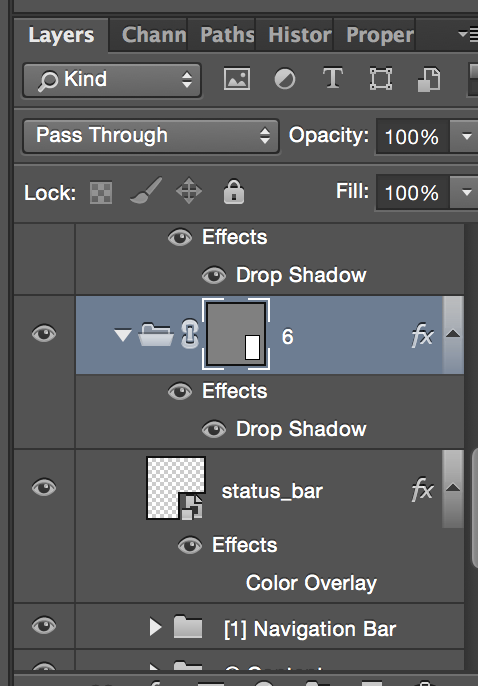 Layers Chann Paths Histor Proper
Kind T
Pass Through Opacity: 100%
Lock: Fill: 100%
Effects
Drop Shadow
6 fx
Effects
Drop Shadow
status_bar fx
Effects
Color Overlay
[1] Navigation Bar